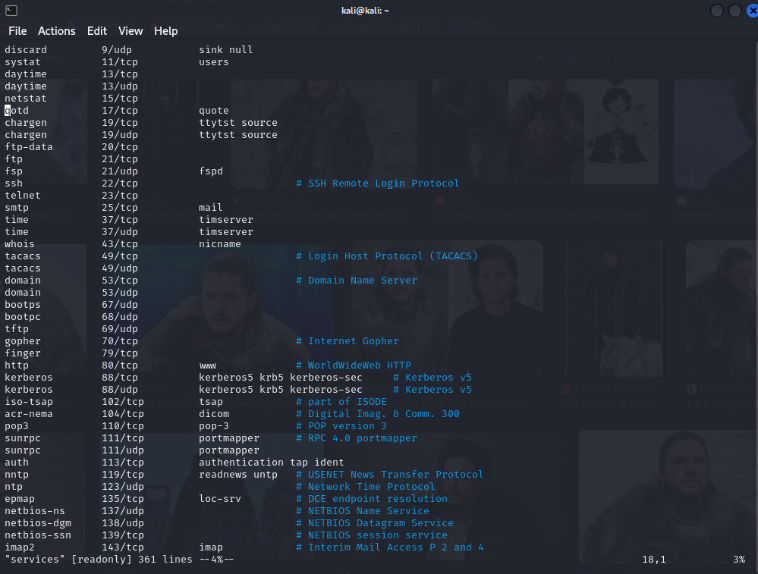 kali@kali: ~
File Actions Edit View Help
discard 9/udp sink null
systat 11/tcp users
daytime 13/tcp
daytime 13/udp
netstat 15/tcp
qotd 17/tcp quote
chargen 19/tcp ttytst source
chargen 19/udp ttytst source
ftp-data 20/tcp
ftp 21/tcp
fsp 21/udp fspd
ssh 22/tcp # SSH Remote Login Protocol
telnet 23/tcp
smtp 25/tcp mail
time 37/tcp timserver
time 37/udp timserver
whois 43/tcp nicname
tacacs 49/tcp # Login Host Protocol (TACACS)
tacacs 49/udp
domain 53/tcp # Domain Name Server
domain 53/udp
bootps 67/udp
bootpc 68/udp
tftp 69/udp
gopher 70/tcp # Internet Gopher
finger 79/tcp
http 80/tcp www # WorldWideWeb HTTP
kerberos 88/tcp kerberos5 krb5 kerberos-sec # Kerberos v5
kerberos 88/udp kerberos5 krb5 kerberos-sec # Kerberos v5
iso-tsap 102/tcp tsap # part of ISODE
acr-nema 104/tcp dicom # Digital Imag. & Comm. 300
pop3 110/tcp pop-3 # POP version 3
sunrpc 111/tcp portmapper # RPC 4.0 portmapper
sunrpc 111/udp portmapper
auth 113/tcp authentication tap ident
nntp 119/tcp readnews untp # USENET News Transfer Protocol
ntp 123/udp # Network Time Protocol
epmap 135/tcp loc-srv # DCE endpoint resolution
netbios-ns 137/udp # NETBIOS Name Service
netbios-dgm 138/udp # NETBIOS Datagram Service
netbios-ssn 139/tcp # NETBIOS session service
imap2 143/tcp imap # Interim Mail Access P 2 and 4
"services" [readonly] 361 lines --4%-- 18,1 3%